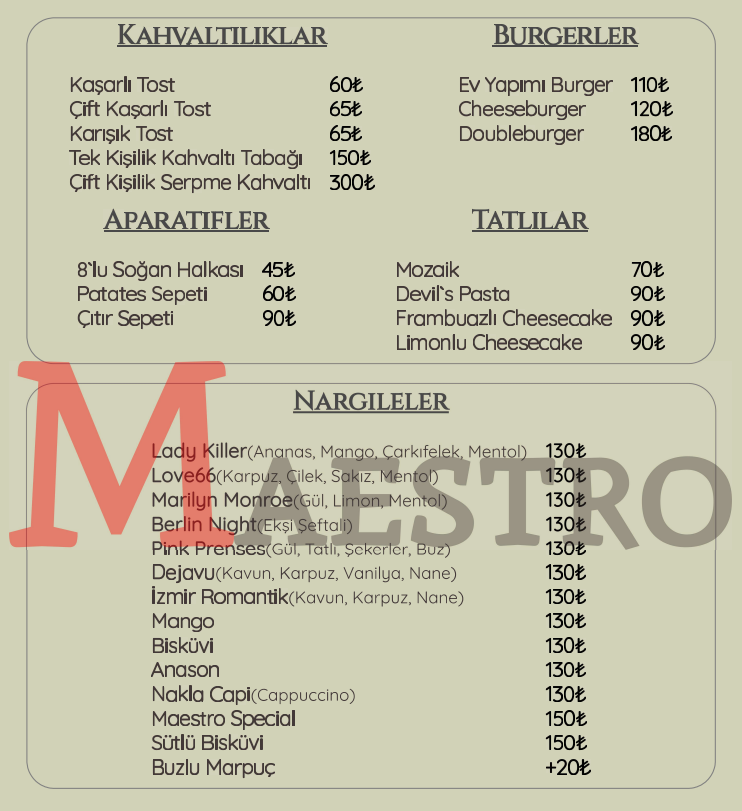 KAHVALTILIKLAR
Kaşarlı Tost 60₺
Çift Kaşarlı Tost 65₺
Karışık Tost 65₺
Tek Kişilik Kahvaltı Tabağı 150₺
Çift Kişilik Serpme Kahvaltı 300₺
BURGERLER
Ev Yapımı Burger 110₺
Cheeseburger 120₺
Doubleburger 180₺
APARATIFLER
8`lu Soğan Halkası 45₺
Patates Sepeti 60₺
Çıtır Sepeti 90₺
TATLILAR
Mozaik 70₺
Devil`s Pasta 90₺
Frambuazlı Cheesecake 90₺
Limonlu Cheesecake 90₺
NARGILELER
Lady Killer(Ananas, Mango, Çarkıfelek, Mentol) 130₺
Love66(Karpuz, Çilek, Sakız, Mentol) 130₺
Marilyn Monroe(Gül, Limon, Mentol) 130₺
Berlin Night(Ekşi Şeftali) 130₺
Pink Prenses(Gül, Tatlı, Şekerler, Buz) 130₺
Dejavu(Kavun, Karpuz, Vanilya, Nane) 130₺
İzmir Romantik(Kavun, Karpuz, Nane) 130₺
Mango 130₺
Bisküvi 130₺
Anason 130₺
Nakla Capi(Cappuccino) 130₺
Maestro Special 150₺
Sütlü Bisküvi 150₺
Buzlu Marpuç +20₺
MAESTRO